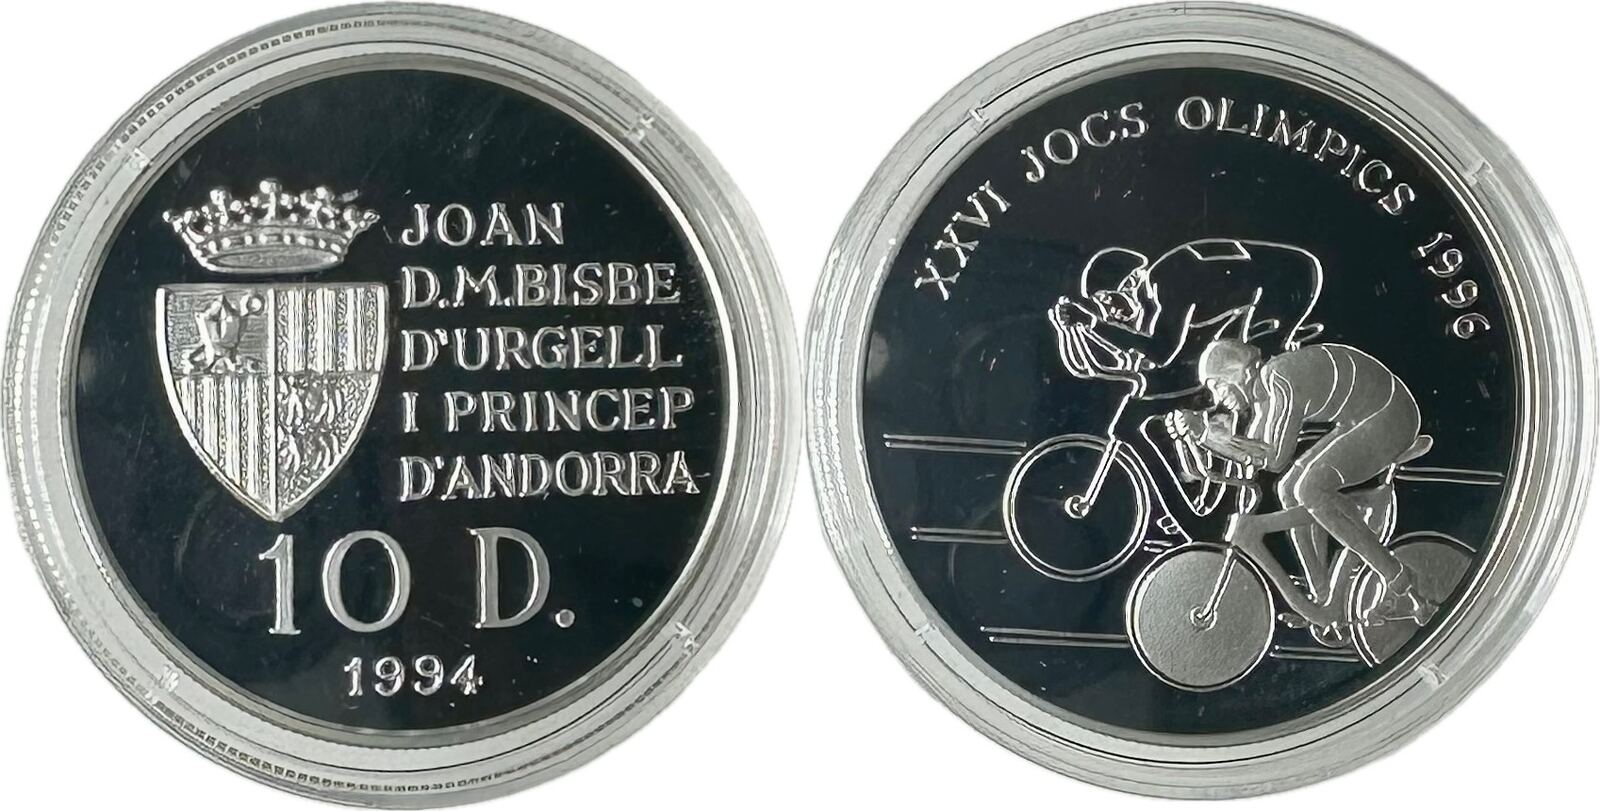 JOAN
D.M.BISBE
D'URGELL
I PRINCEP
D'ANDORRA
10 D.
1994
XXVI JOCS OLIMPICS 1996